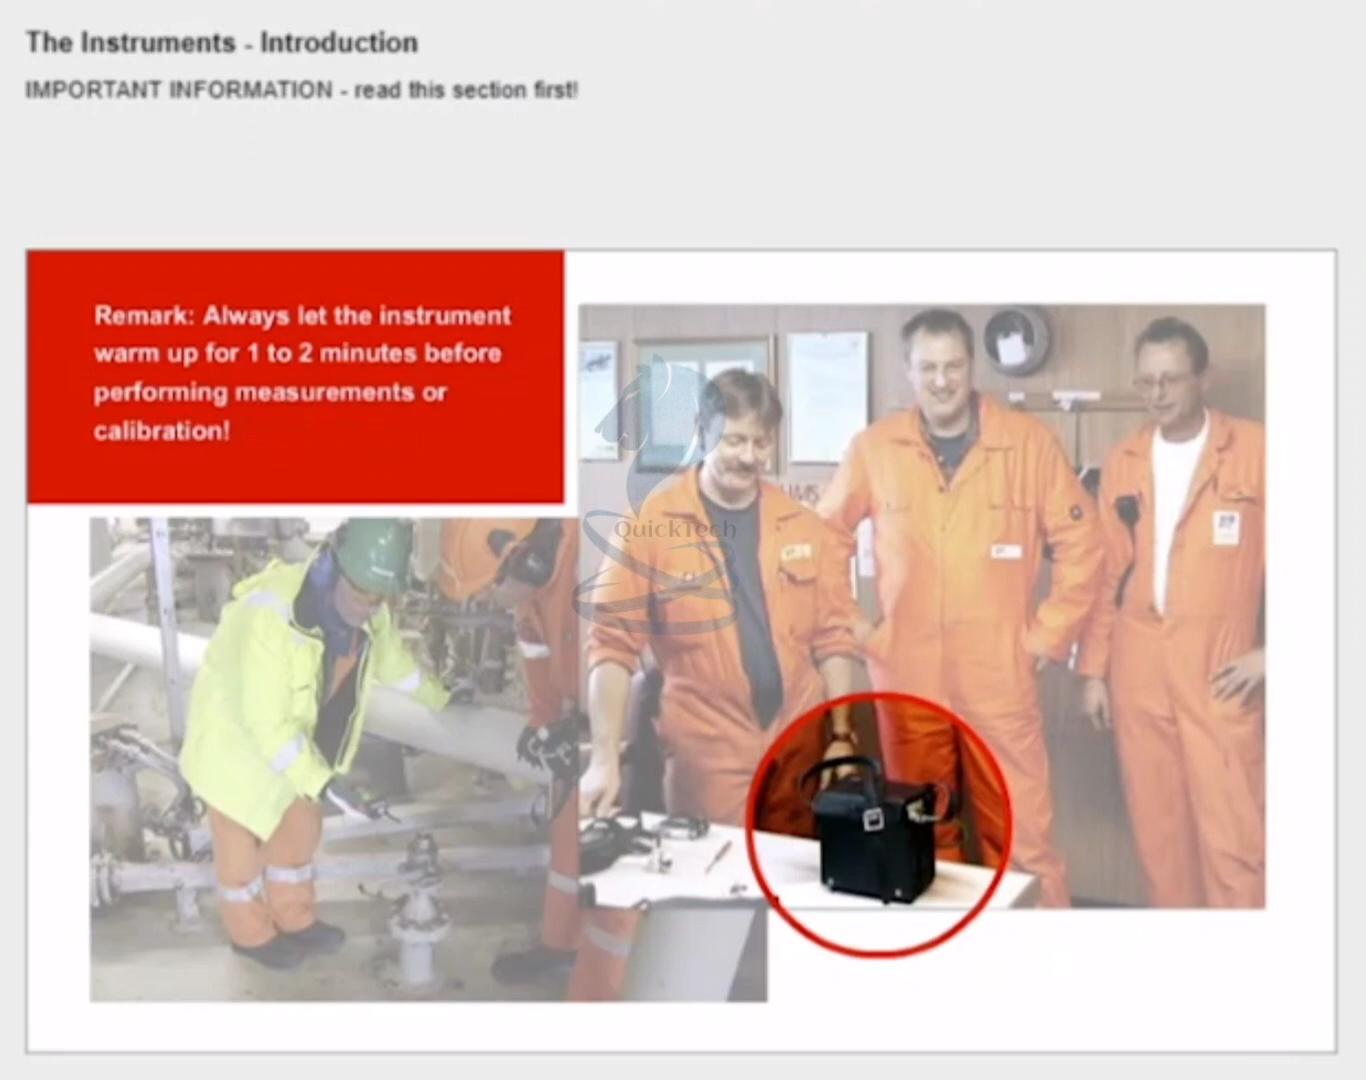 The Instruments - Introduction
IMPORTANT INFORMATION - read this section first!
Remark: Always let the instrument
warm up for 1 to 2 minutes before
performing measurements or
calibration!
HMS
QuickTech